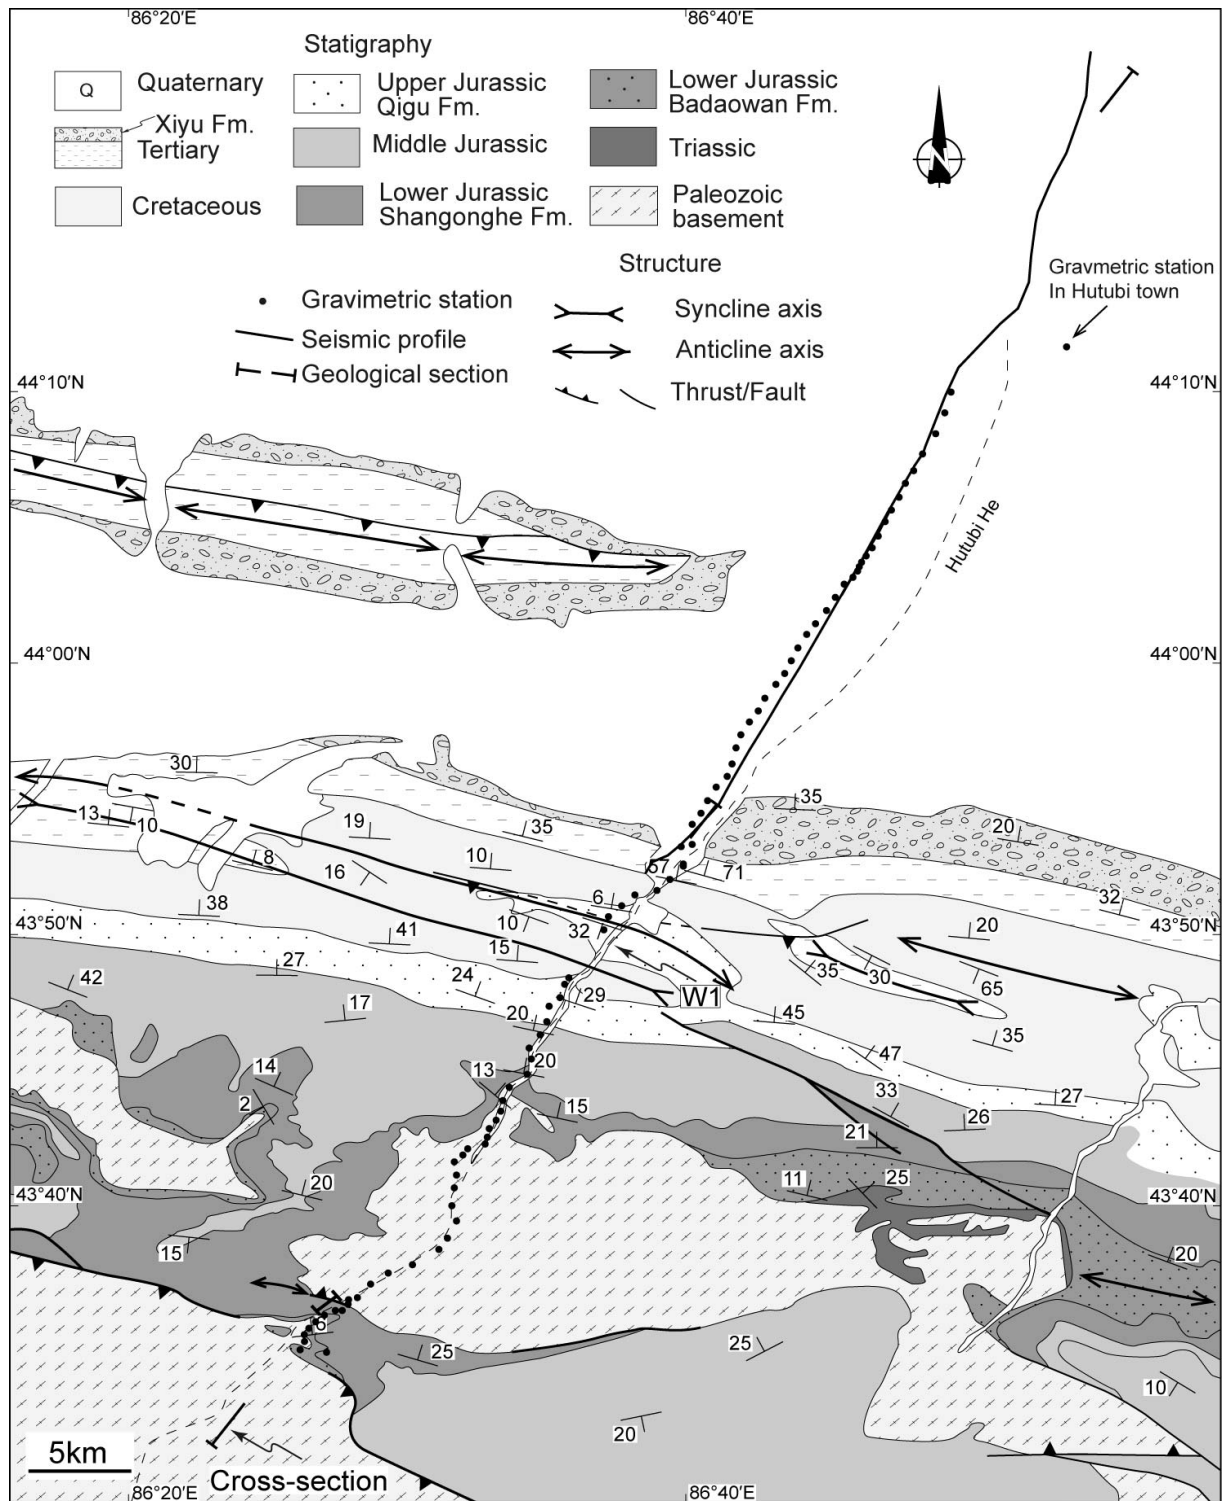 86°20′E
86°40′E
Statigraphy
Q
Quaternary
Upper Jurassic
Qigu Fm.
Lower Jurassic
Badaowan Fm.
Xiyu Fm.
Tertiary
Middle Jurassic
Triassic
N
Cretaceous
Lower Jurassic
Shangonghe Fm.
Paleozoic
basement
Structure
Gravimetric station
Syncline axis
Seismic profile
Anticline axis
Geological section
Thrust/Fault
Gravmetric station
In Hutubi town
44°10′N
44°10′N
Hutubi He
44°00′N
44°00′N
30
13
10
19
35
35
20
8
16
10
67
71
38
6
32
43°50′N
41
10
32
20
43°50′N
15
27
35
30
65
42
24
29
W1
17
20
45
35
14
13
20
47
2
15
33
27
26
21
20
11
25
43°40′N
43°40′N
15
20
6
25
25
10
20
5km
Cross-section
86°20′E
86°40′E